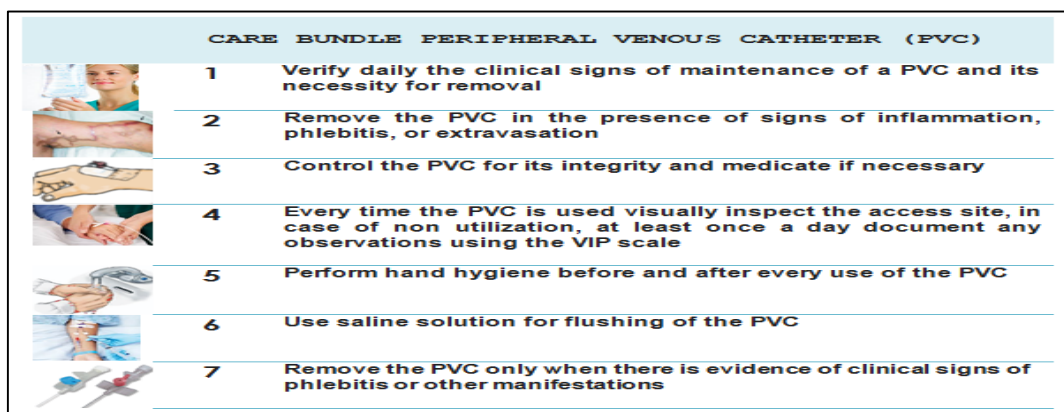 CARE BUNDLE PERIPHERAL VENOUS CATHETER (PVC)
1 Verify daily the clinical signs of maintenance of a PVC and its
necessity for removal
2 Remove the PVC in the presence of signs of inflammation,
phlebitis, or extravasation
3 Control the PVC for its integrity and medicate if necessary
4 Every time the PVC is used visually inspect the access site, in
case of non utilization, at least once a day document any
observations using the VIP scale
5 Perform hand hygiene before and after every use of the PVC
6 Use saline solution for flushing of the PVC
7 Remove the PVC only when there is evidence of clinical signs of
phlebitis or other manifestations